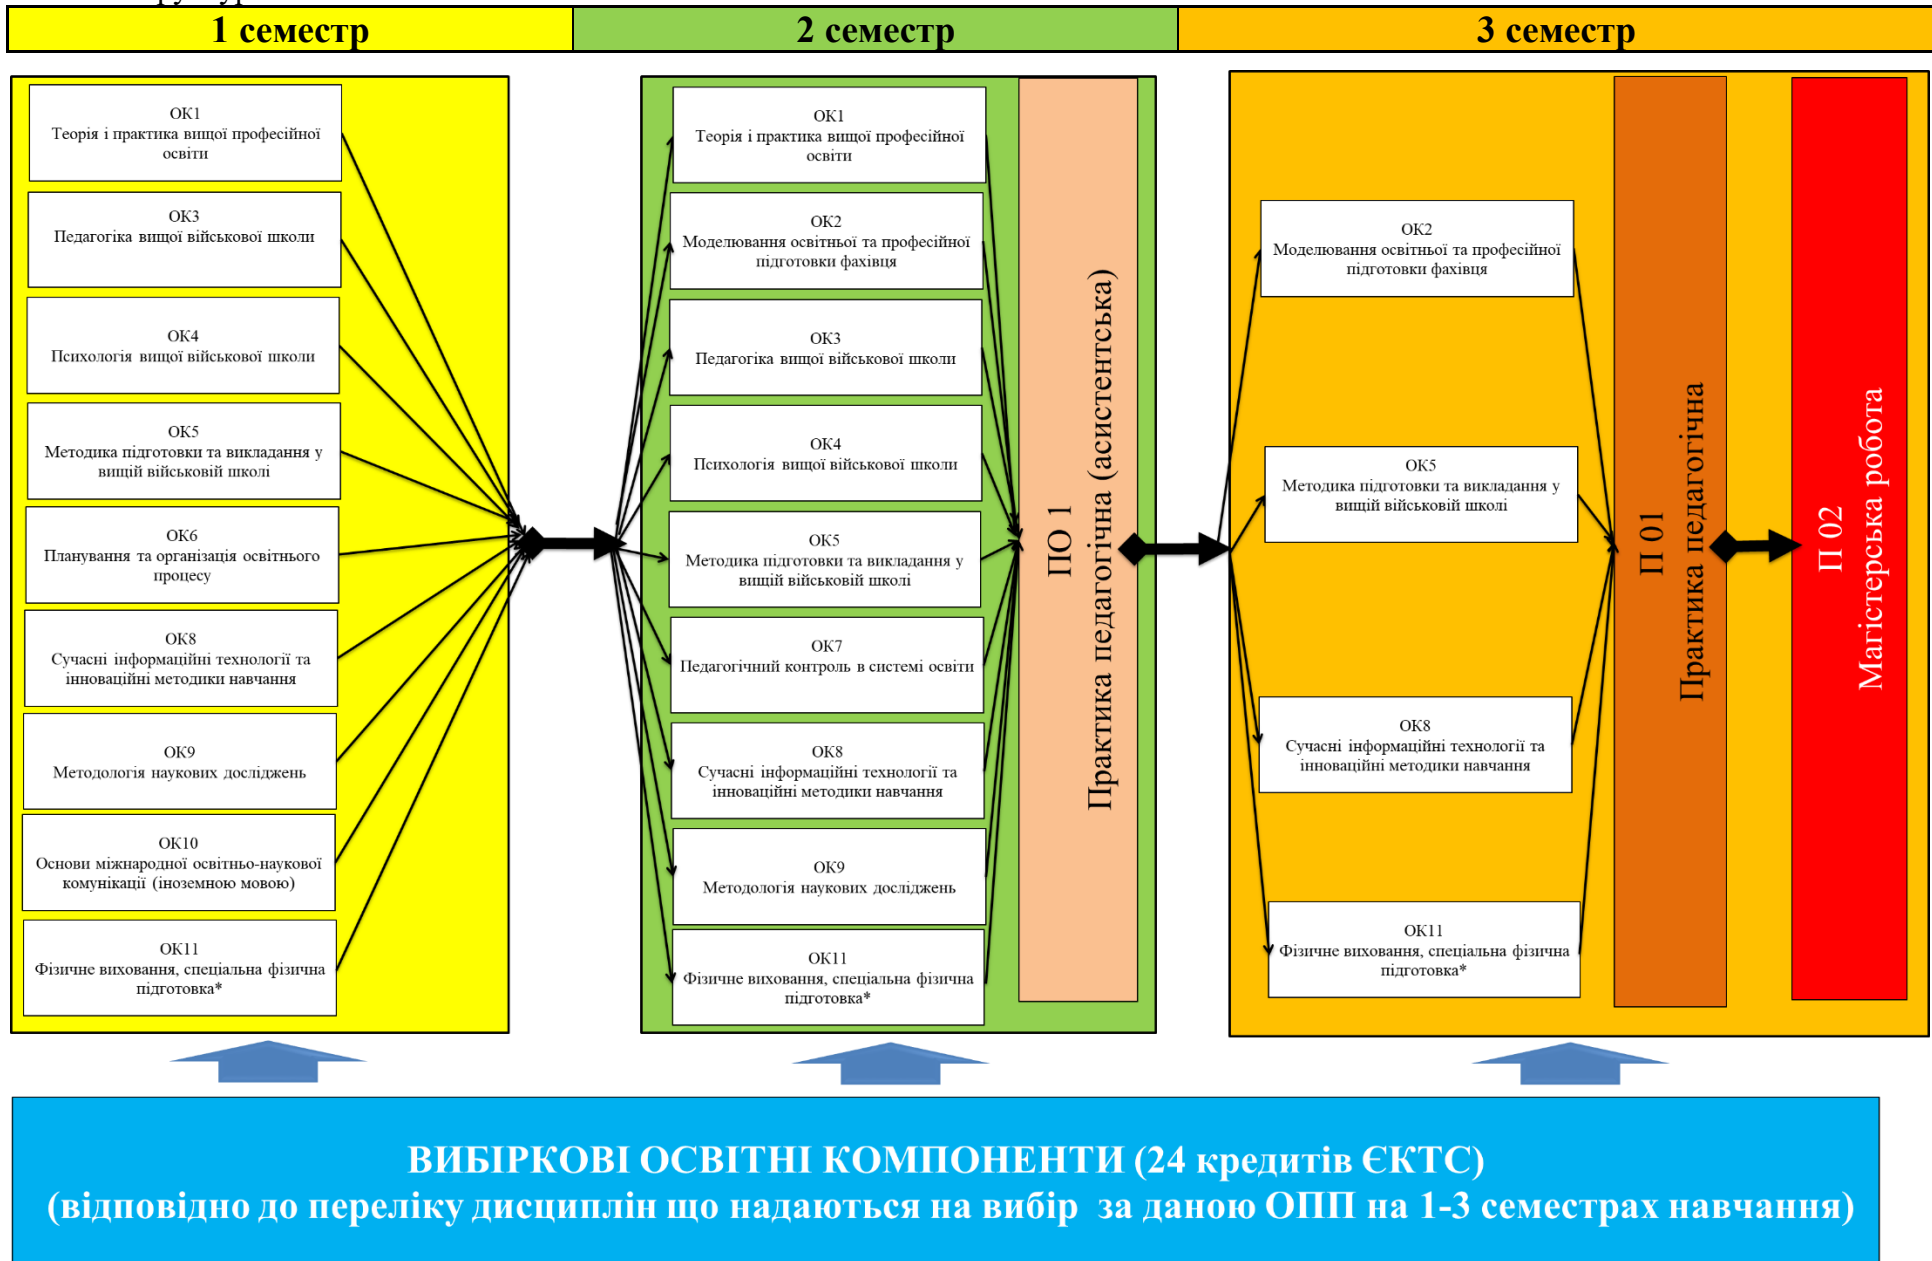 1 семестр
2 семестр
3 семестр
ОК1
Теорія і практика вищої професійної
освіти
ОК3
Педагогіка вищої військової школи
ОК4
Психологія вищої військової школи
ОК5
Методика підготовки та викладання у
вищій військовій школі
ОК6
Планування та організація освітнього
процесу
ОК8
Сучасні інформаційні технології та
інноваційні методики навчання
ОК9
Методологія наукових досліджень
ОК10
Основи міжнародної освітньо-наукової
комунікації (іноземною мовою)
ОК11
Фізичне виховання, спеціальна фізична
підготовка*
ОК1
Теорія і практика вищої професійної
освіти
ОК2
Моделювання освітньої та професійної
підготовки фахівця
ОК3
Педагогіка вищої військової школи
ОК4
Психологія вищої військової школи
ОК5
Методика підготовки та викладання у
вищій військовій школі
ОК7
Педагогічний контроль в системі освіти
ОК8
Сучасні інформаційні технології та
інноваційні методики навчання
ОК9
Методологія наукових досліджень
ОК11
Фізичне виховання, спеціальна фізична
підготовка*
ПО 1
Практика педагогічна (асистентська)
ОК2
Моделювання освітньої та професійної
підготовки фахівця
ОК5
Методика підготовки та викладання у
вищій військовій школі
ОК8
Сучасні інформаційні технології та
інноваційні методики навчання
ОК11
Фізичне виховання, спеціальна фізична
підготовка*
П 01
Практика педагогічна
П 02
Магістерська робота
ВИБІРКОВІ ОСВІТНІ КОМПОНЕНТИ (24 кредитів ЄКТС)
(відповідно до переліку дисциплін що надаються на вибір за даною ОПП на 1-3 семестрах навчання)